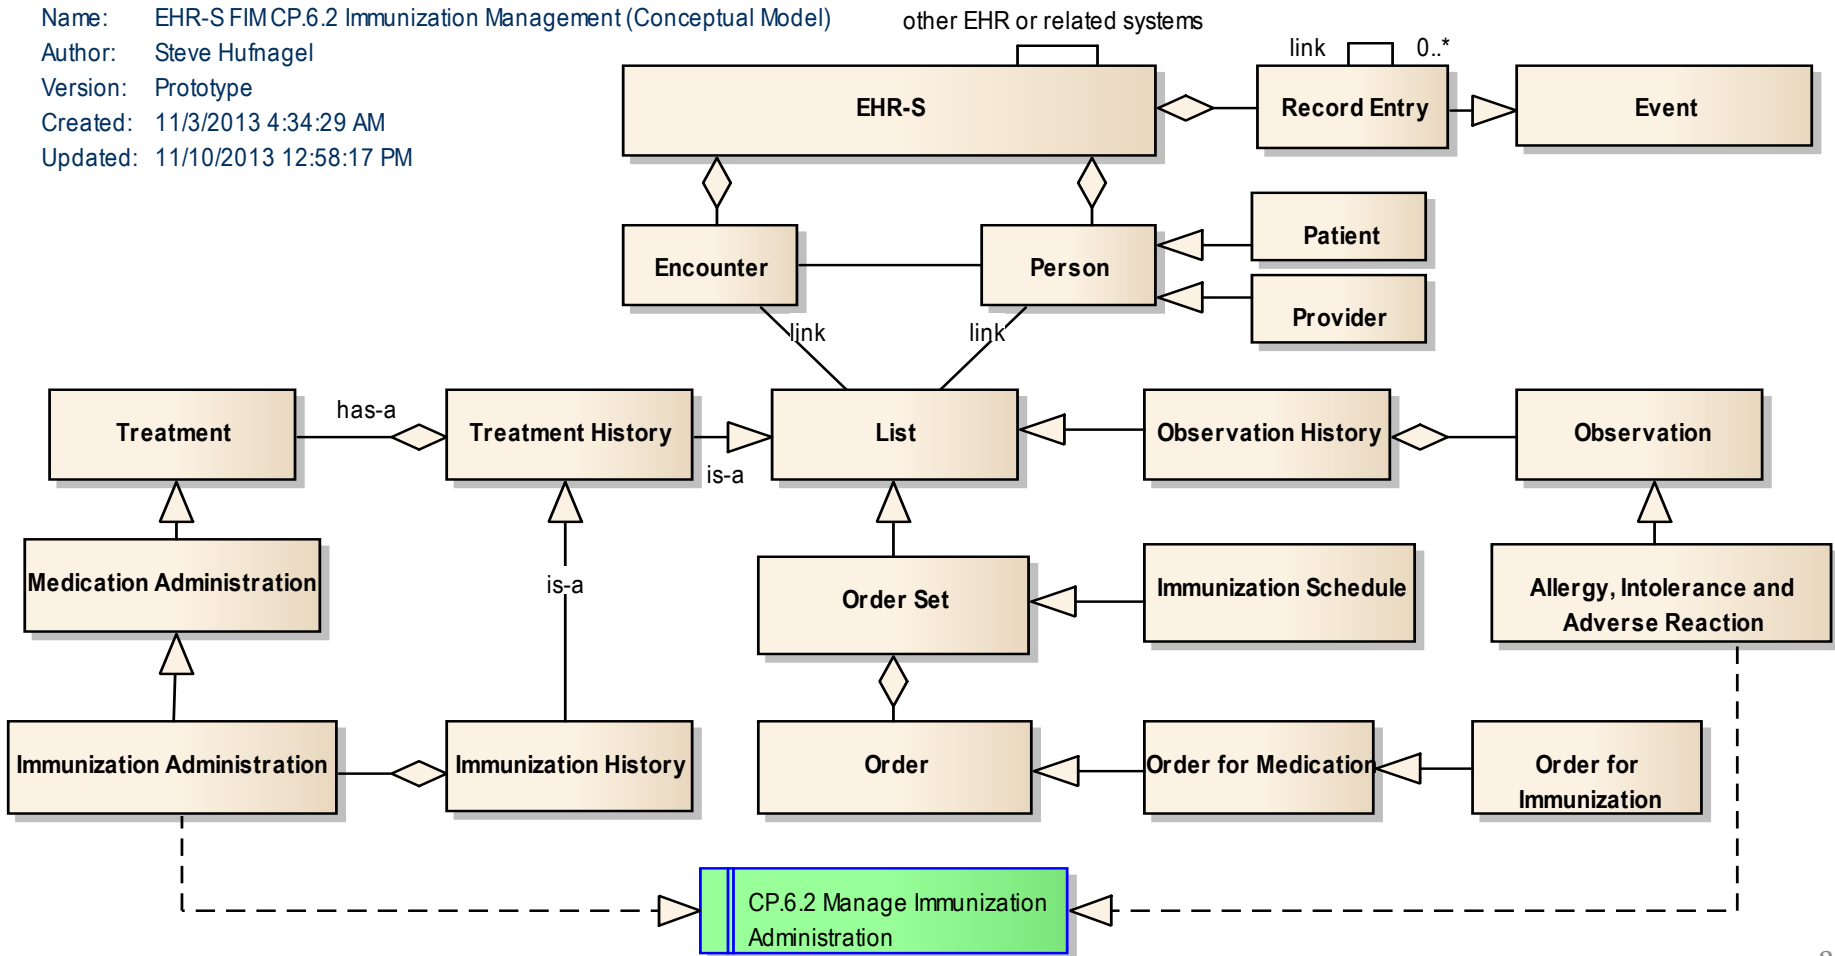 Name: EHR-S FIM CP.6.2 Immunization Management (Conceptual Model)
Author: Steve Hufnagel
Version: Prototype
Created: 11/3/2013 4:34:29 AM
Updated: 11/10/2013 12:58:17 PM
other EHR or related systems
link 0..*
EHR-S
Record Entry
Event
Patient
Encounter
Person
Provider
link
link
Treatment
has-a
Treatment History
is-a
List
Observation History
Observation
Medication Administration
is-a
Order Set
Immunization Schedule
Allergy, Intolerance and
Adverse Reaction
Immunization Administration
Immunization History
Order
Order for Medication
Order for
Immunization
CP.6.2 Manage Immunization
Administration